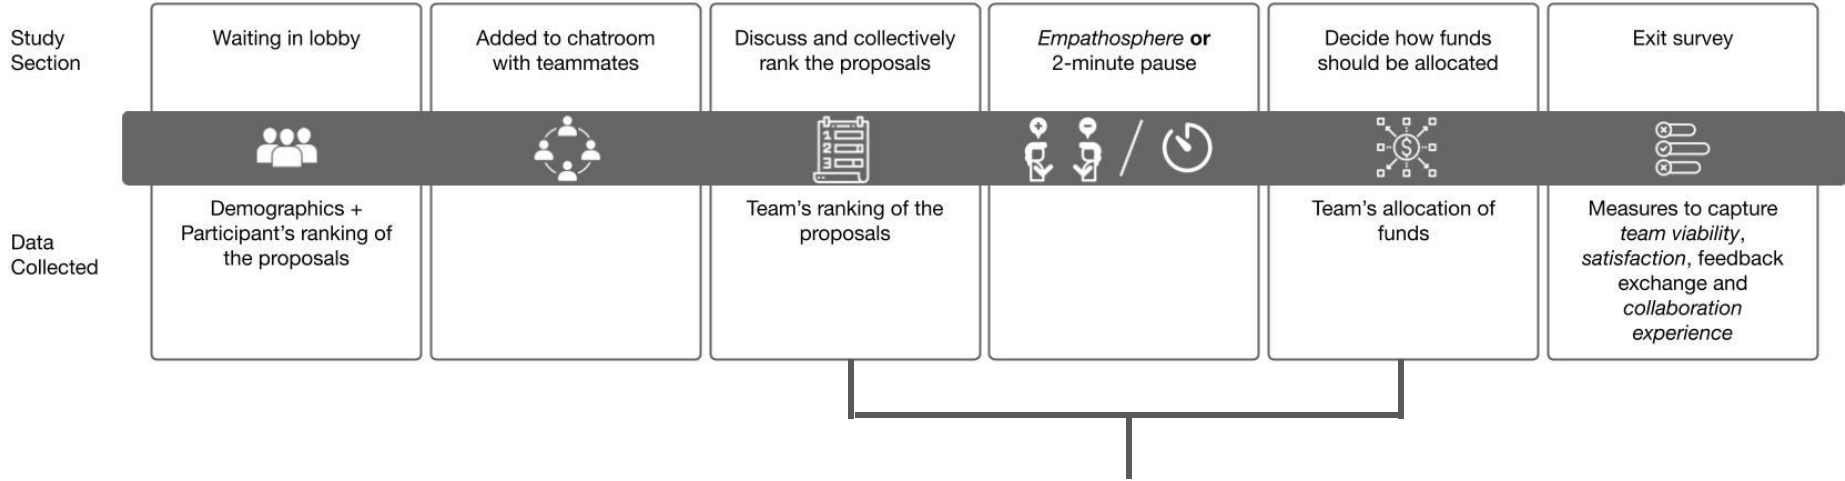 Study
Section
Waiting in lobby
Added to chatroom
with teammates
Discuss and collectively
rank the proposals
Empathosphere or
2-minute pause
Decide how funds
should be allocated
Exit survey
1
2
3
$
Data
Collected
Demographics +
Participant’s ranking of
the proposals
Team’s ranking of the
proposals
Team’s allocation of
funds
Measures to capture
team viability,
satisfaction, feedback
exchange and
collaboration
experience